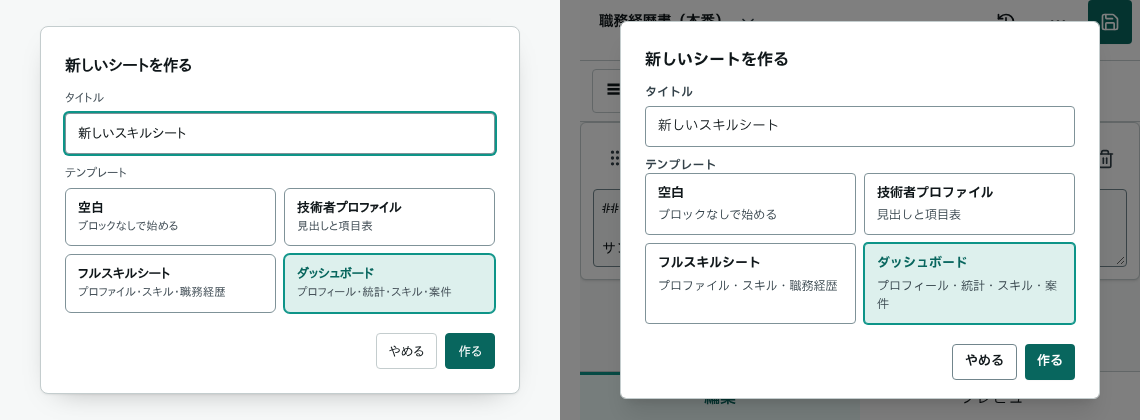 新しいシートを作る
タイトル
新しいスキルシート
テンプレート
空白
ブロックなしで始める
技術者プロファイル
見出しと項目表
フルスキルシート
プロファイル・スキル・職務経歴
ダッシュボード
プロフィール・統計・スキル・案件
やめる
作る
職務経歴書（本番）
新しいシートを作る
タイトル
新しいスキルシート
テンプレート
##
サ
空白
ブロックなしで始める
技術者プロファイル
見出しと項目表
フルスキルシート
プロファイル・スキル・職務経歴
ダッシュボード
プロフィール・統計・スキル・案
件
やめる
作る
編集
プレビュー